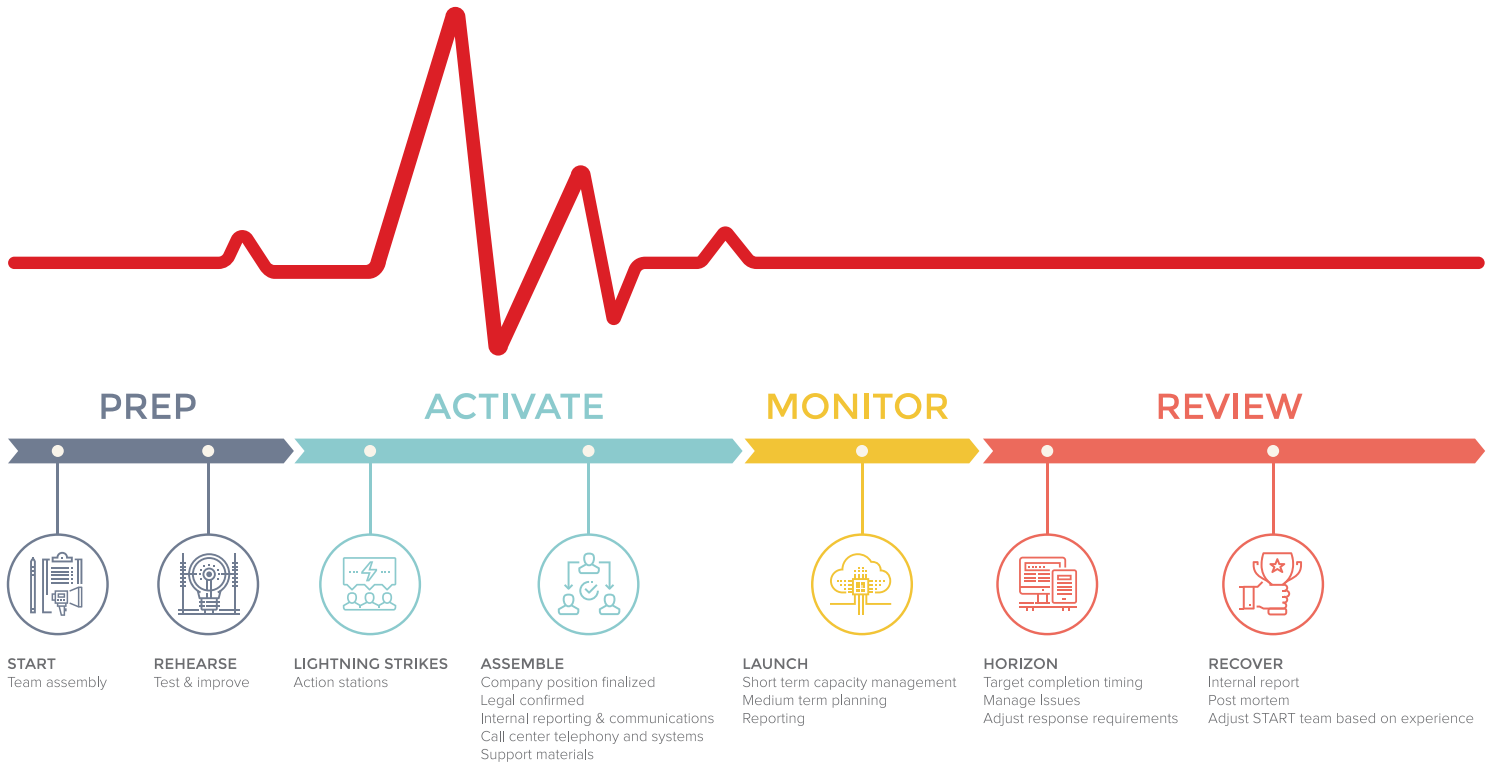 PREP
ACTIVATE
MONITOR
REVIEW
START
Team assembly
REHEARSE
Test & improve
LIGHTNING STRIKES
Action stations
ASSEMBLE
Company position finalized
Legal confirmed
Internal reporting & communications
Call center telephony and systems
Support materials
LAUNCH
Short term capacity management
Medium term planning
Reporting
HORIZON
Target completion timing
Manage Issues
Adjust response requirements
RECOVER
Internal report
Post mortem
Adjust START team based on experience